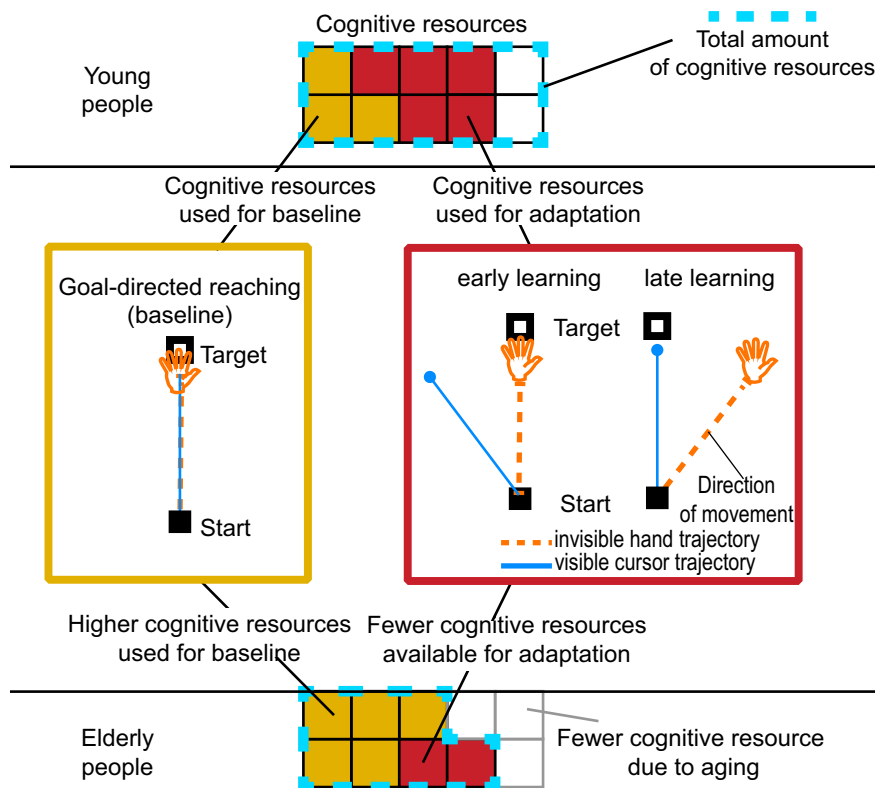 Cognitive resources
Total amount
of cognitive resources
Young
people
Cognitive resources
used for baseline
Cognitive resources
used for adaptation
Goal-directed reaching
(baseline)
Target
Start
early learning
late learning
Target
Start
Direction
of movement
invisible hand trajectory
visible cursor trajectory
Higher cognitive resources
used for baseline
Fewer cognitive resources
available for adaptation
Elderly
people
Fewer cognitive resource
due to aging